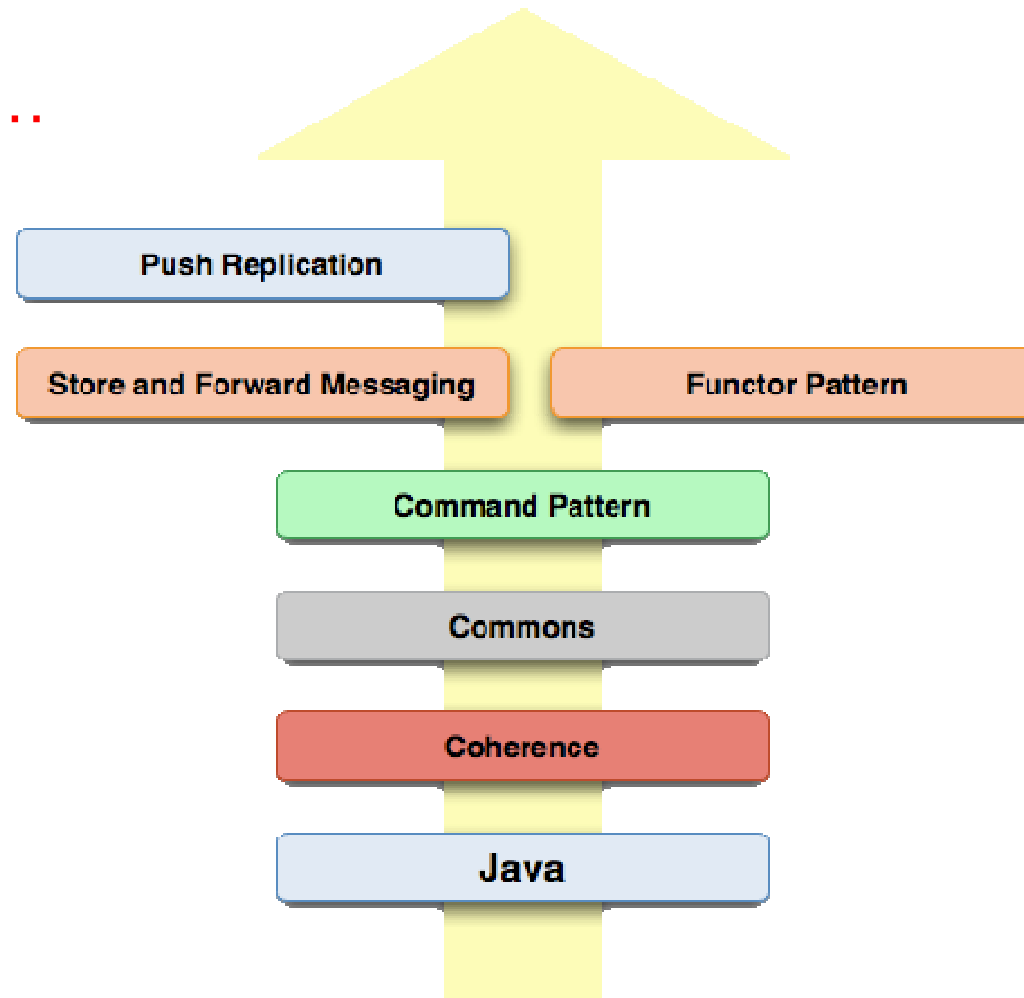 ..
Push Replication
Store and Forward Messaging
Functor Pattern
Command Pattern
Commons
Coherence
Java